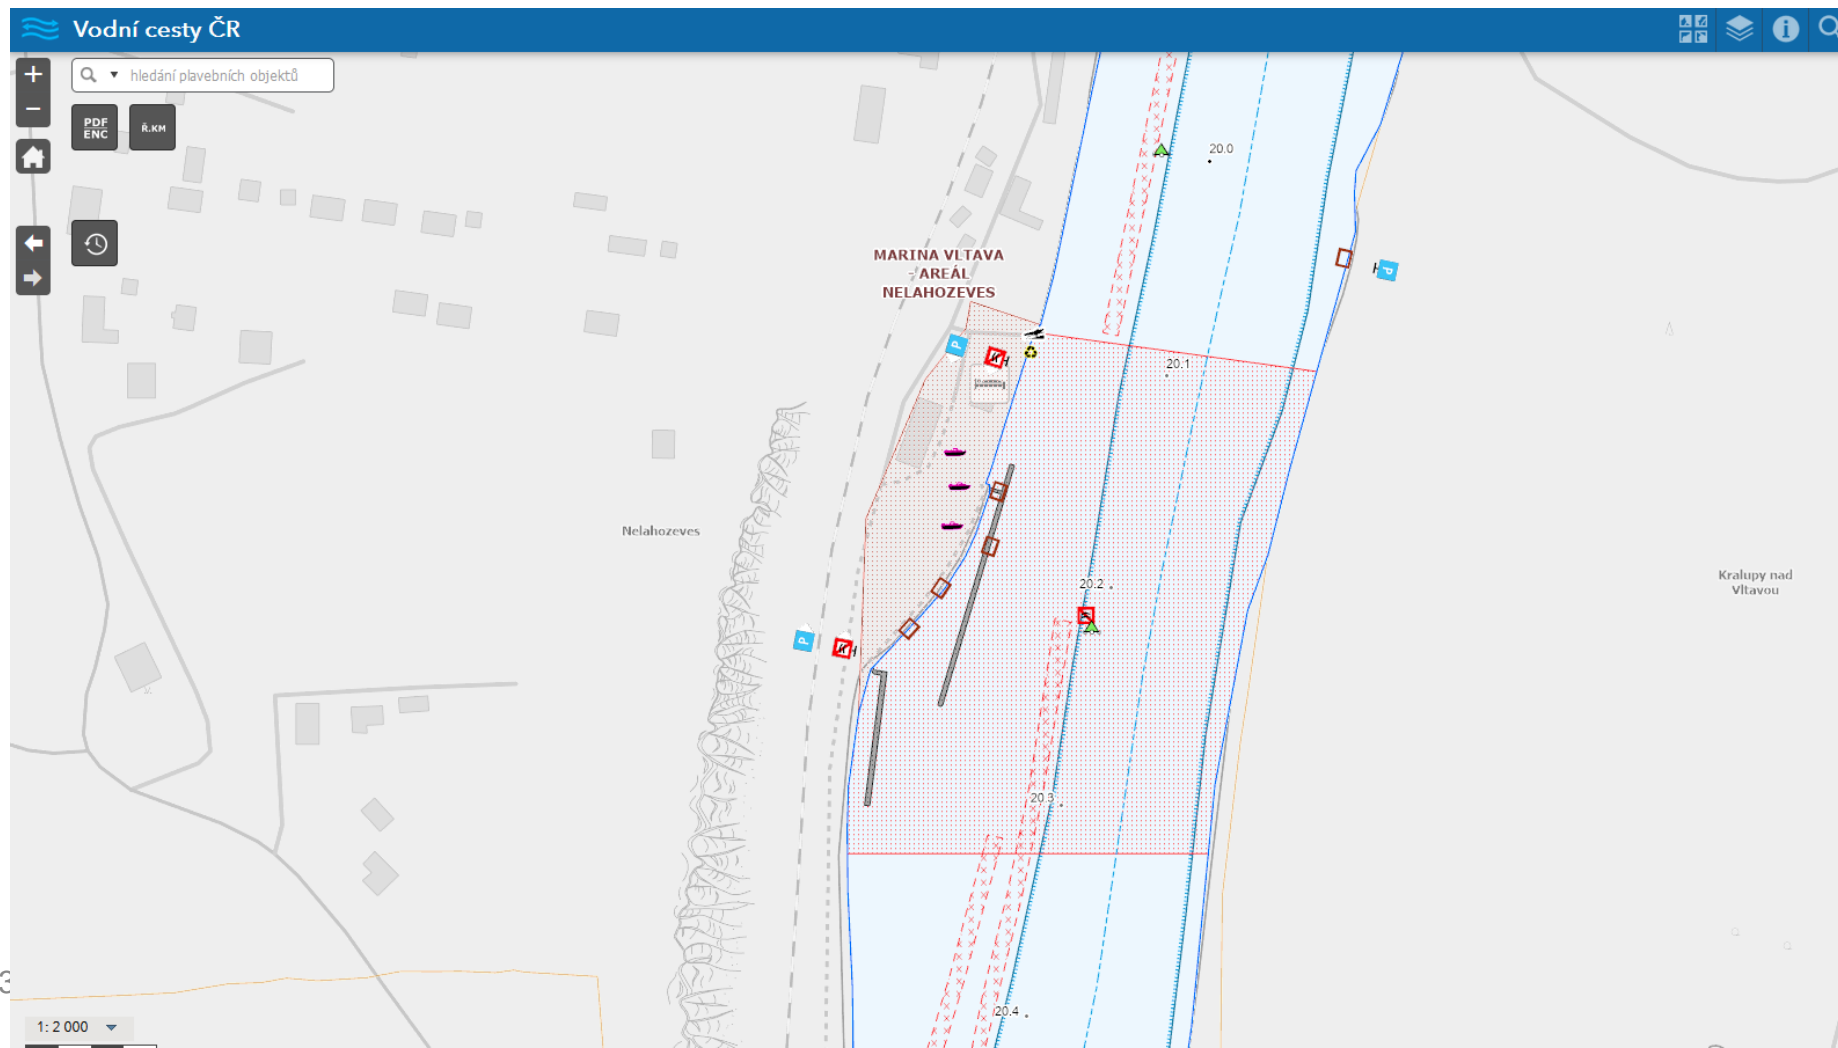 Vodní cesty ČR
hledání plavebních objektů
PDF
ENC
Ř.KM
20.0
MARINA VLTAVA
- AREÁL
NELAHOZEVES
P
P
H
20.1
Nelahozeves
20.2
Kralupy nad
Vltavou
P
H
20.3
3
20.4
1: 2 000